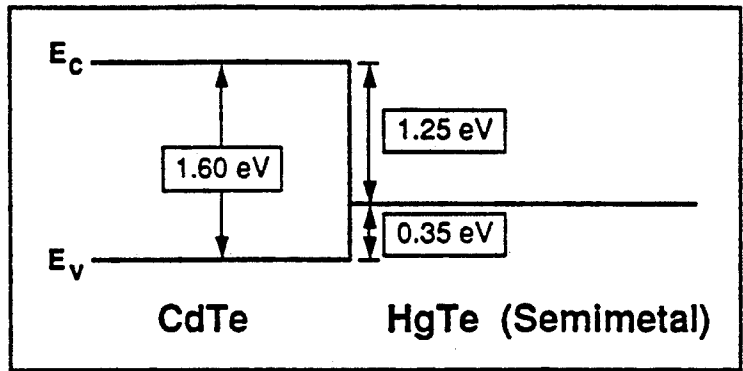 E_c
1.25 eV
1.60 eV
0.35 eV
E_v
CdTe
HgTe (Semimetal)